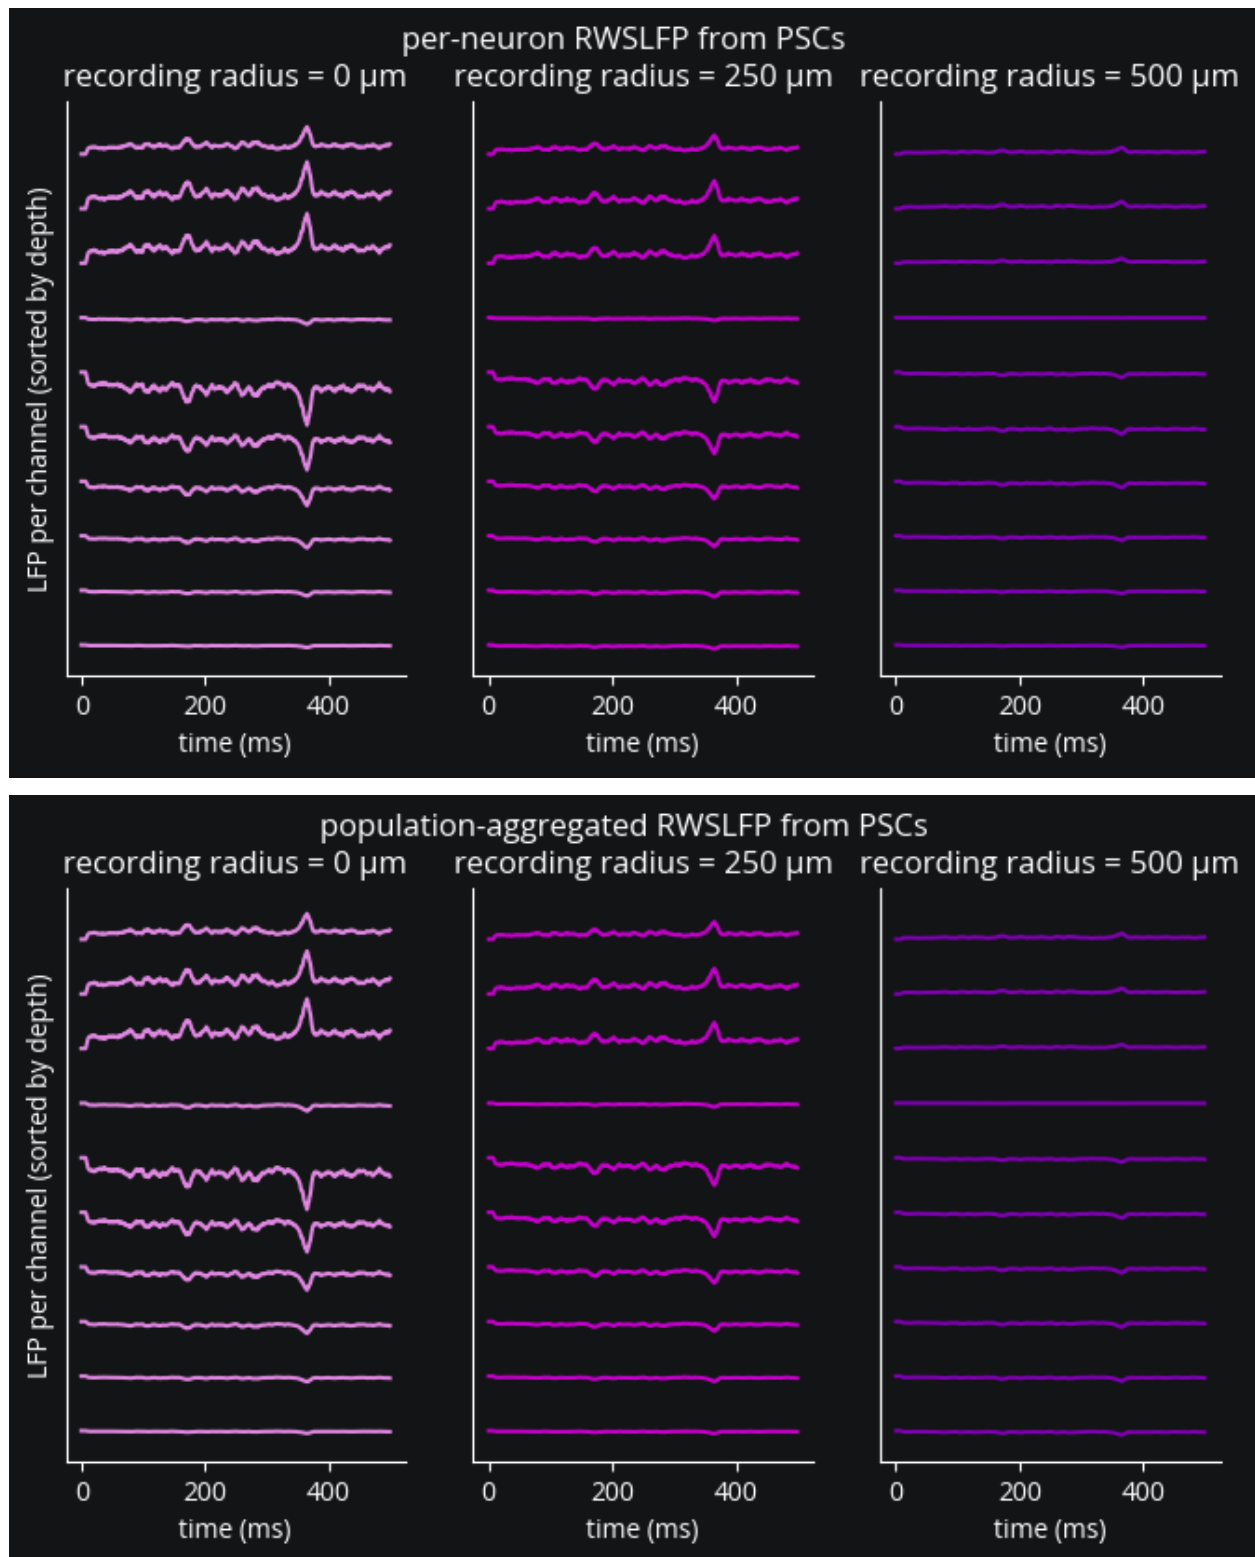 per-neuron RWSLFP from PSCs
recording radius = 0 µm recording radius = 250 µm recording radius = 500 µm
LFP per channel (sorted by depth)
0 200 400 0 200 400 0 200 400
time (ms) time (ms) time (ms)
population-aggregated RWSLFP from PSCs
recording radius = 0 µm recording radius = 250 µm recording radius = 500 µm
LFP per channel (sorted by depth)
0 200 400 0 200 400 0 200 400
time (ms) time (ms) time (ms)